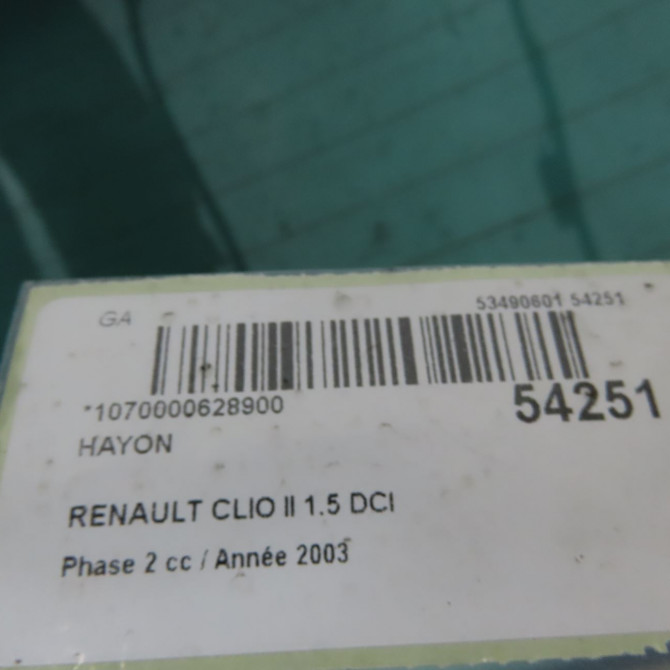 GA
53490601 54251
*1070000628900
54251
HAYON
RENAULT CLIO II 1.5 DCI
Phase 2 cc / Année 2003